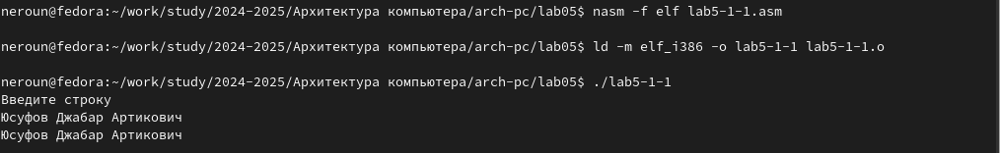 neroun@fedora:~/work/study/2024-2025/Архитектура компьютера/arch-pc/lab05$ nasm -f elf lab5-1-1.asm
neroun@fedora:~/work/study/2024-2025/Архитектура компьютера/arch-pc/lab05$ ld -m elf_i386 -o lab5-1-1 lab5-1-1.o
neroun@fedora:~/work/study/2024-2025/Архитектура компьютера/arch-pc/lab05$ ./lab5-1-1
Введите строку
Юсуфов Джабар Артикович
Юсуфов Джабар Артикович